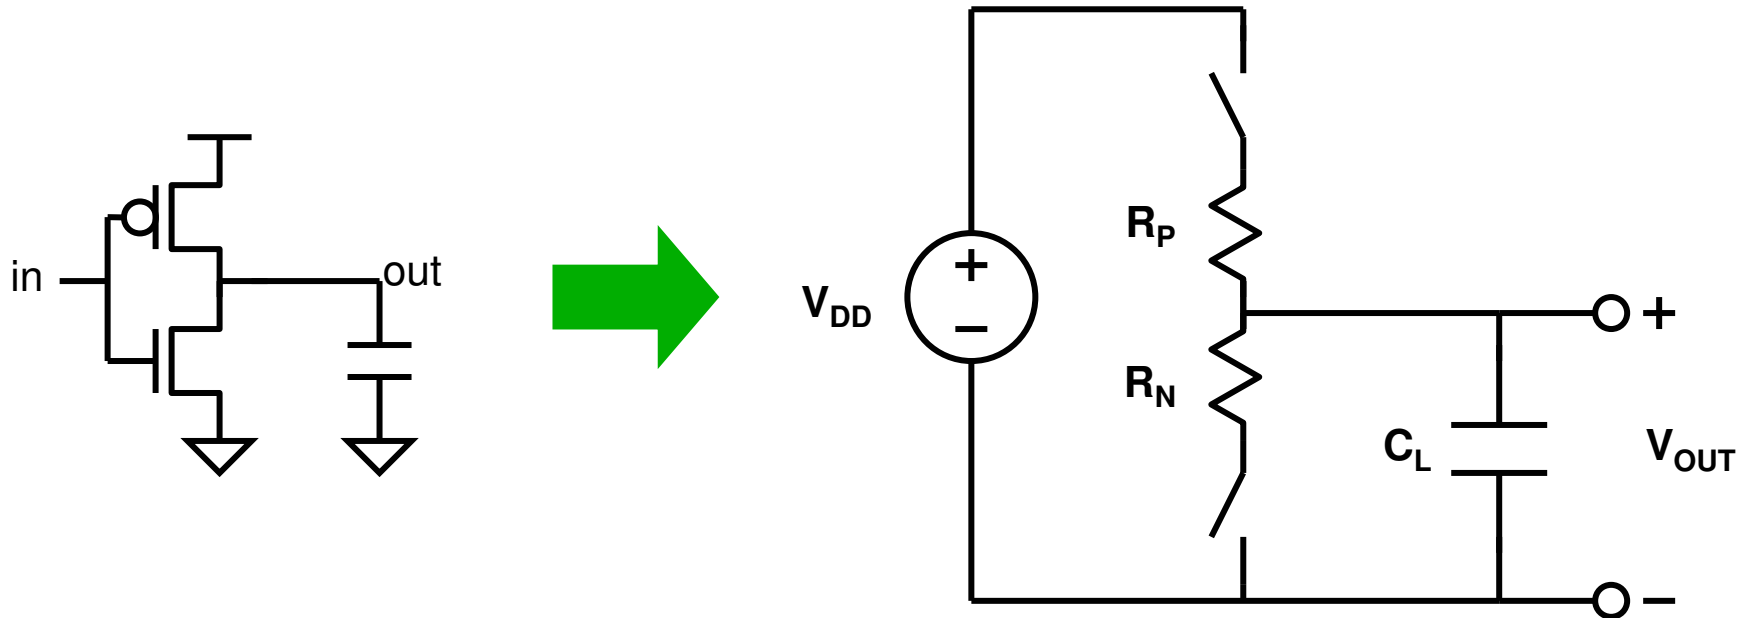 in
out
V_DD
+
−
R_P
R_N
C_L
+
V_OUT
−